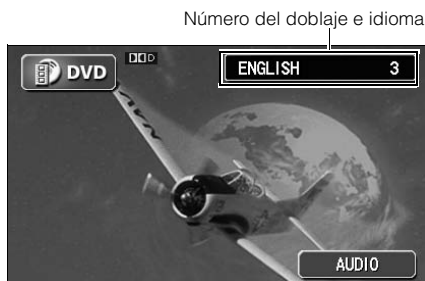 Número del doblaje e idioma
DVD
D
ENGLISH 3
AUDIO